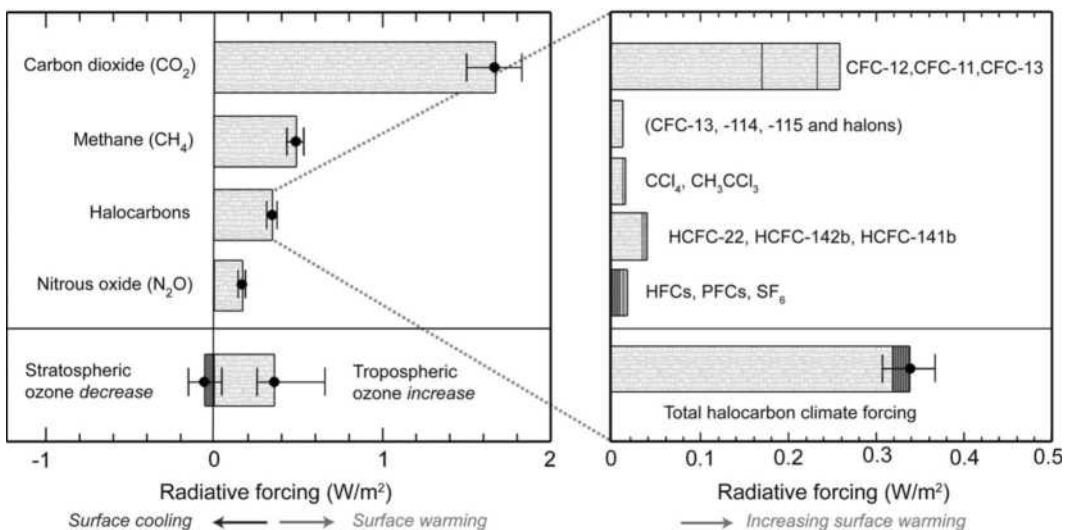 Carbon dioxide (CO₂)
Methane (CH₄)
Halocarbons
Nitrous oxide (N₂O)
Stratospheric
ozone decrease
Tropospheric
ozone increase
-1 0 1 2
Radiative forcing (W/m²)
Surface cooling Surface warming
CFC-12,CFC-11,CFC-13
(CFC-13, -114, -115 and halons)
CCl₄, CH₃CCl₃
HCFC-22, HCFC-142b, HCFC-141b
HFCs, PFCs, SF₆
Total halocarbon climate forcing
0 0.1 0.2 0.3 0.4 0.5
Radiative forcing (W/m²)
Increasing surface warming